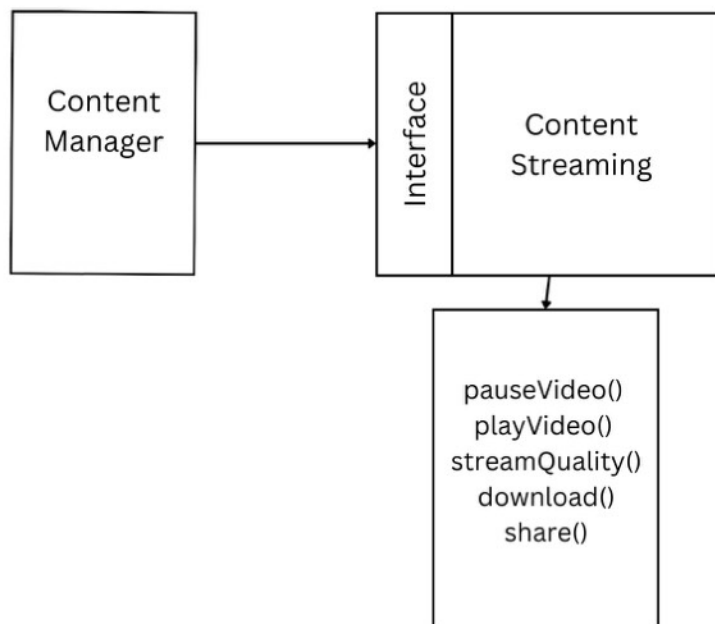 Content
Manager
Interface
Content
Streaming
pauseVideo()
playVideo()
streamQuality()
download()
share()